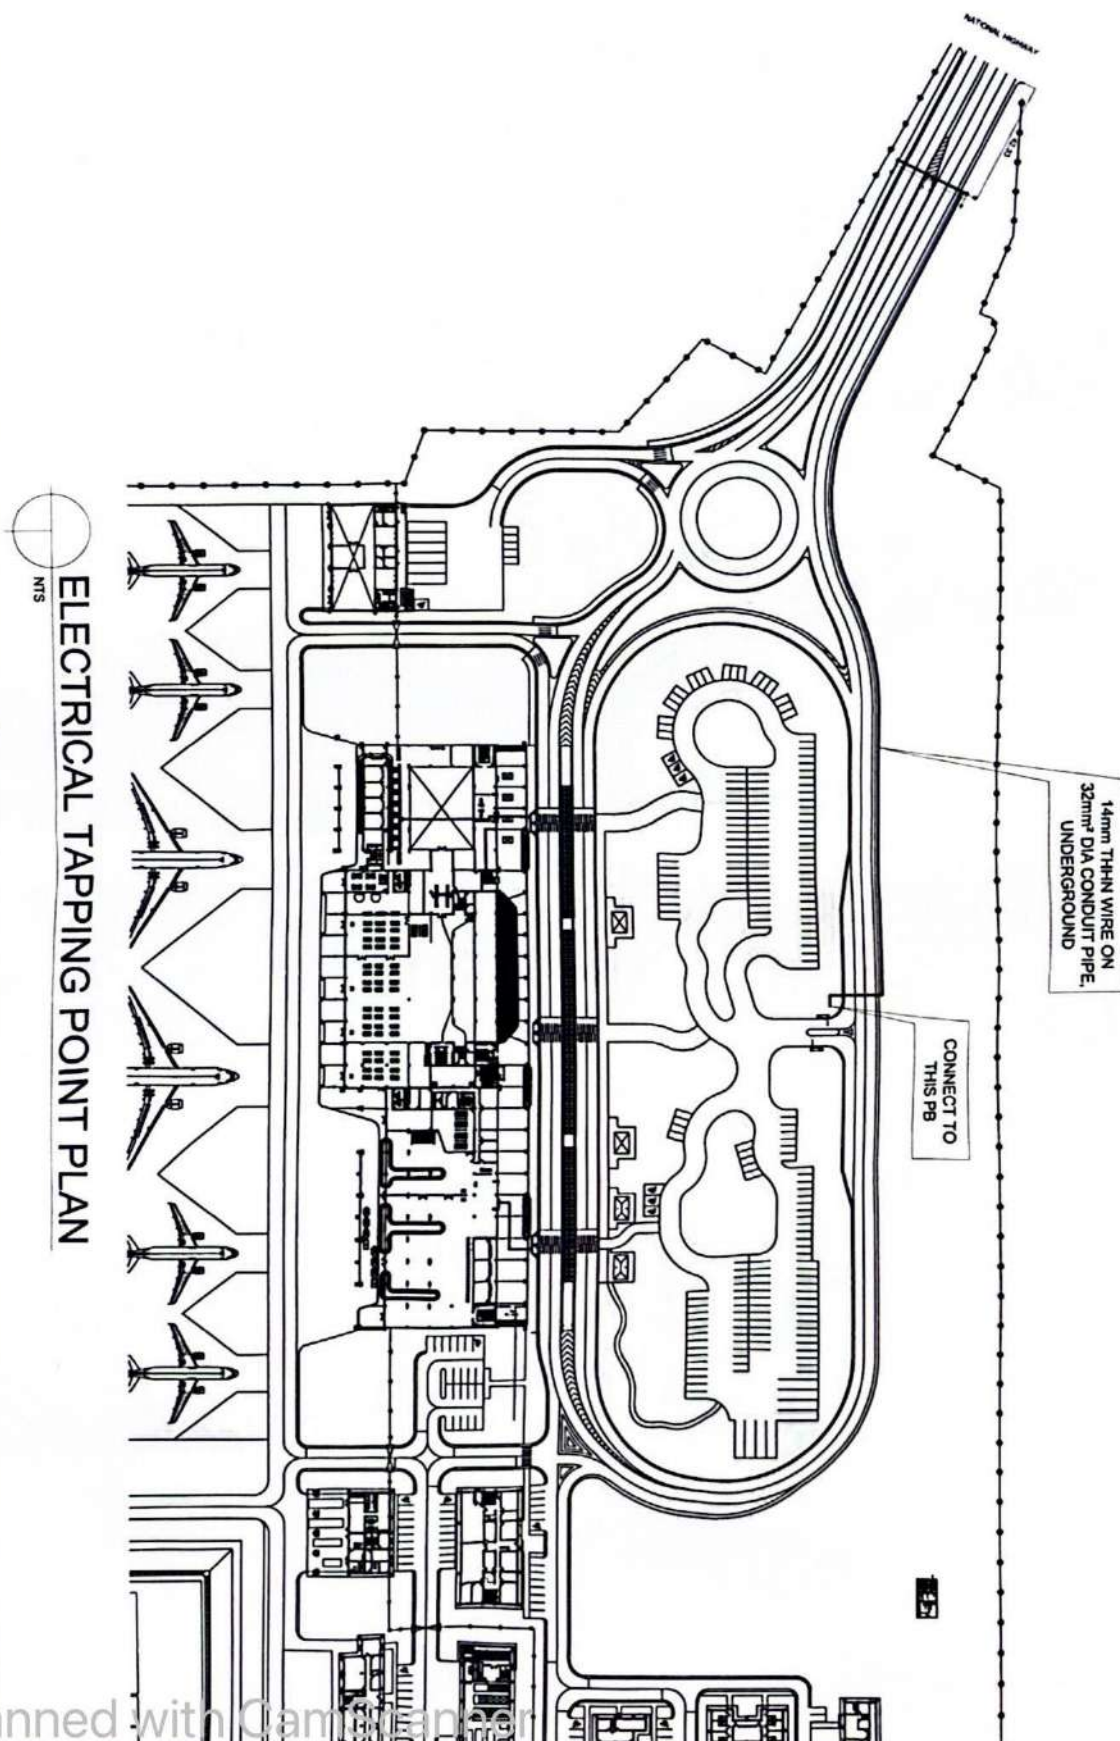 NATIONAL HIGHWAY
14mm THHN WIRE ON
32mm² DIA CONDUIT PIPE,
UNDERGROUND
CONNECT TO
THIS PB
ELECTRICAL TAPPING POINT PLAN
NTS
anned with CamScanner